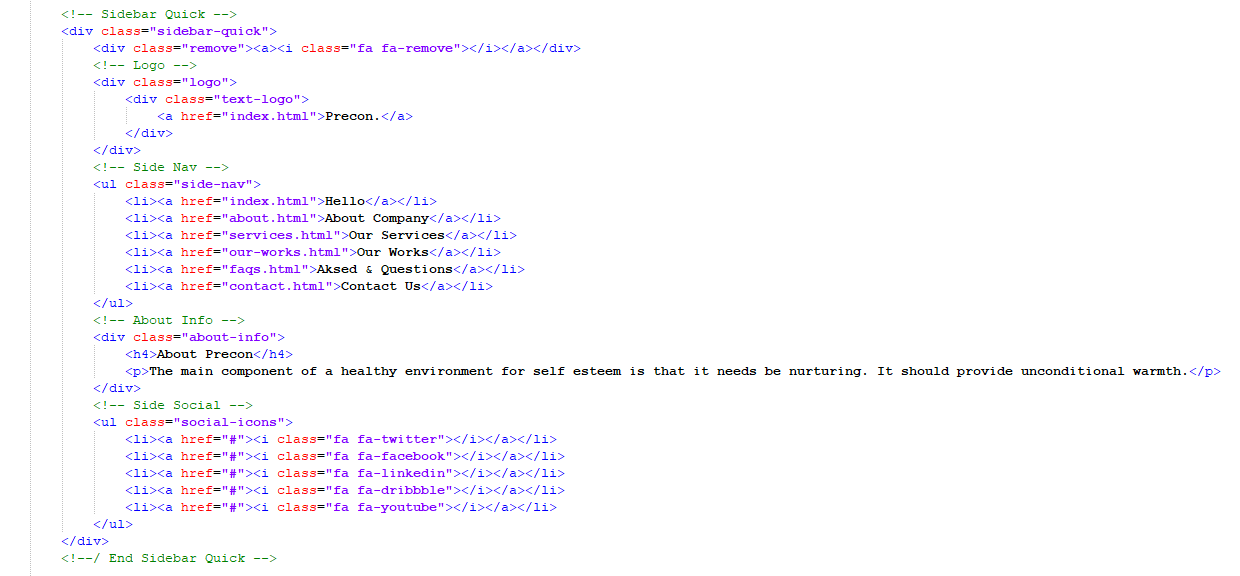 <!-- Sidebar Quick -->
<div class="sidebar-quick">
<div class="remove"><a><i class="fa fa-remove"></i></a></div>
<!-- Logo -->
<div class="logo">
<div class="text-logo">
<a href="index.html">Precon.</a>
</div>
</div>
<!-- Side Nav -->
<ul class="side-nav">
<li><a href="index.html">Hello</a></li>
<li><a href="about.html">About Company</a></li>
<li><a href="services.html">Our Services</a></li>
<li><a href="our-works.html">Our Works</a></li>
<li><a href="faqs.html">Aksed & Questions</a></li>
<li><a href="contact.html">Contact Us</a></li>
</ul>
<!-- About Info -->
<div class="about-info">
<h4>About Precon</h4>
<p>The main component of a healthy environment for self esteem is that it needs be nurturing. It should provide unconditional warmth.</p>
</div>
<!-- Side Social -->
<ul class="social-icons">
<li><a href="#"><i class="fa fa-twitter"></i></a></li>
<li><a href="#"><i class="fa fa-facebook"></i></a></li>
<li><a href="#"><i class="fa fa-linkedin"></i></a></li>
<li><a href="#"><i class="fa fa-dribbble"></i></a></li>
<li><a href="#"><i class="fa fa-youtube"></i></a></li>
</ul>
</div>
<!--/ End Sidebar Quick -->